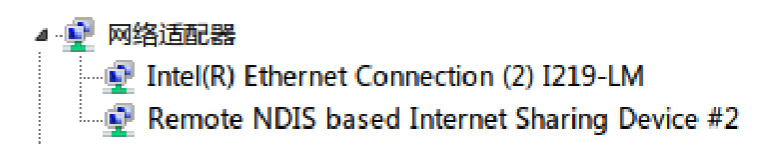 网络适配器
Intel(R) Ethernet Connection (2) I219-LM
Remote NDIS based Internet Sharing Device #2